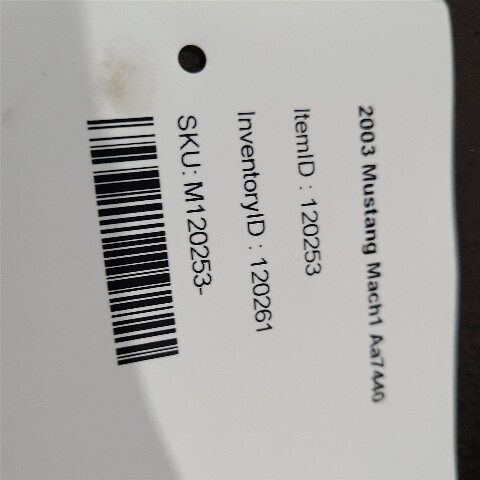 2003 Mustang Mach1 Aa7440
ItemID : 120253
InventoryID : 120261
SKU: M120253-